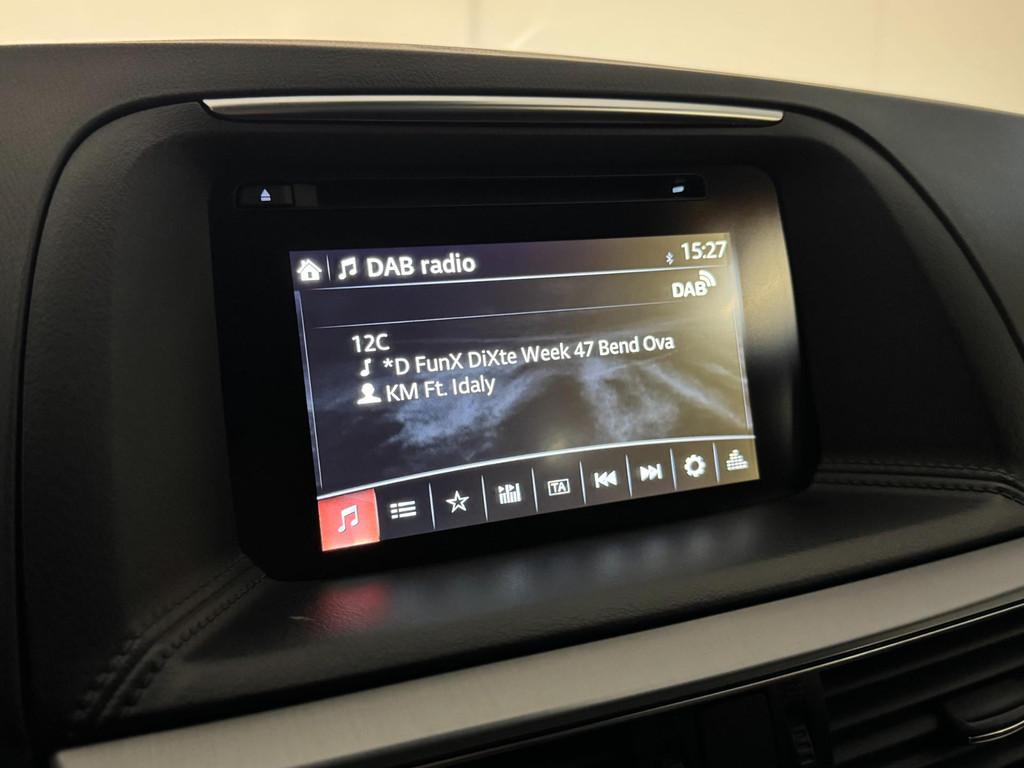 DAB radio
15:27
DAB
12C
*D FunX DiXte Week 47 Bend Ova
KM Ft. Idaly
TA